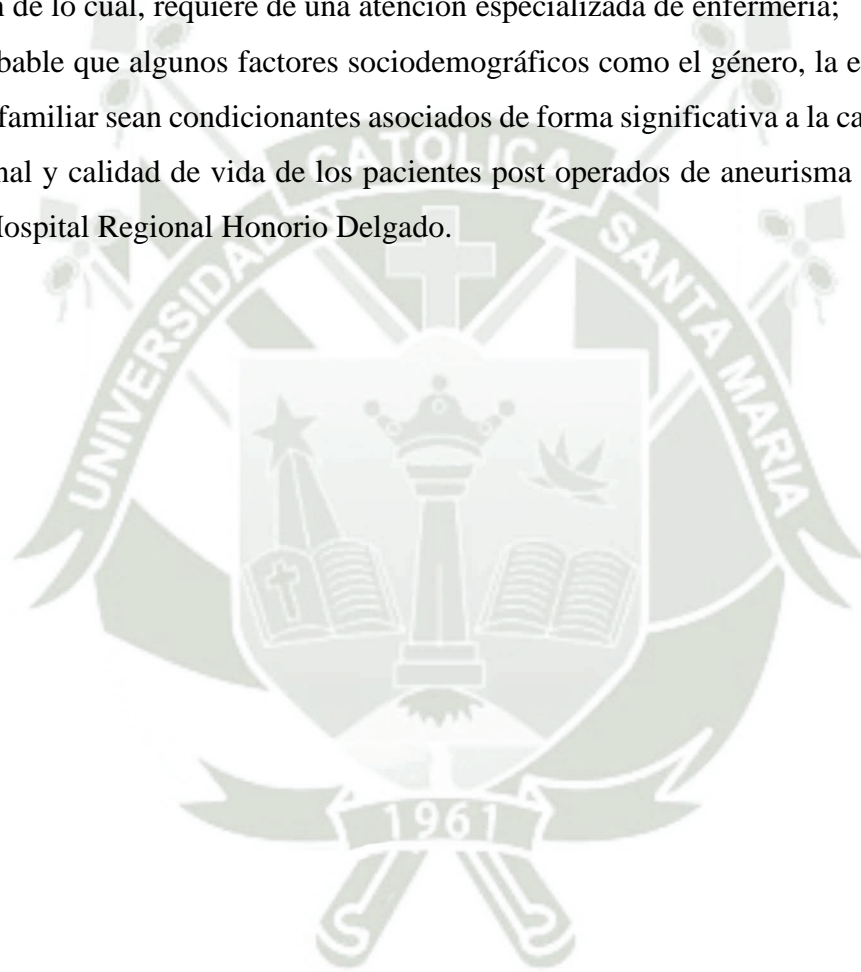 n de lo cual, requiere de una atención especializada de enfermería;
bable que algunos factores sociodemográficos como el género, la e
familiar sean condicionantes asociados de forma significativa a la ca
nal y calidad de vida de los pacientes post operados de aneurisma
Hospital Regional Honorio Delgado.
UNIVERSIDAD CATOLICA SANTA MARIA
1961